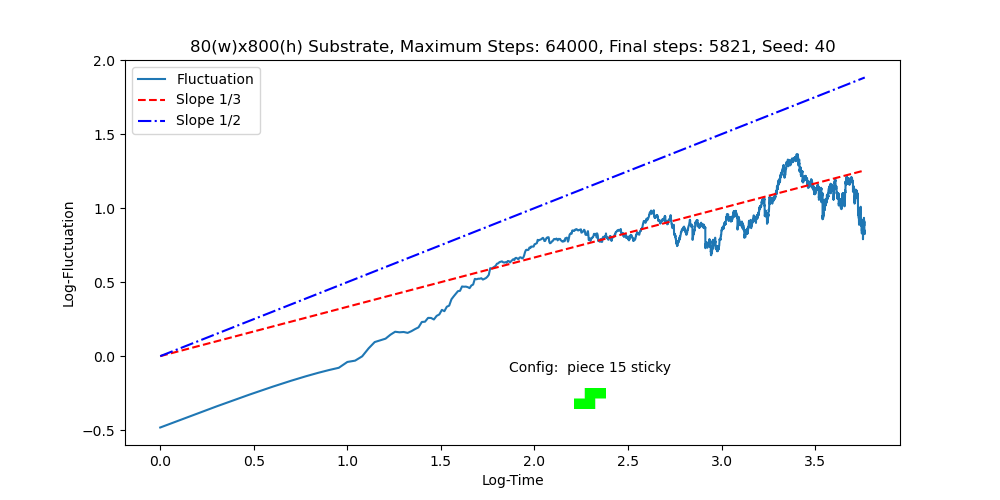 80(w)x800(h) Substrate, Maximum Steps: 64000, Final steps: 5821, Seed: 40
2.0
Fluctuation
Slope 1/3
Slope 1/2
1.5
1.0
Log-Fluctuation
0.5
0.0
Config:  piece 15 sticky
−0.5
0.0 0.5 1.0 1.5 2.0 2.5 3.0 3.5
Log-Time